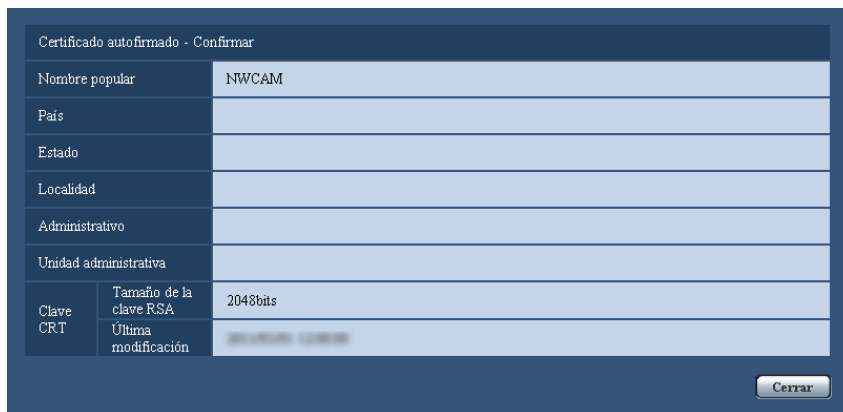 Certificado autofirmado - Confirmar
Nombre popular NWCAM
País
Estado
Localidad
Administrativo
Unidad administrativa
Clave
CRT
Tamaño de la
clave RSA
2048bits
Última
modificación
Cerrar